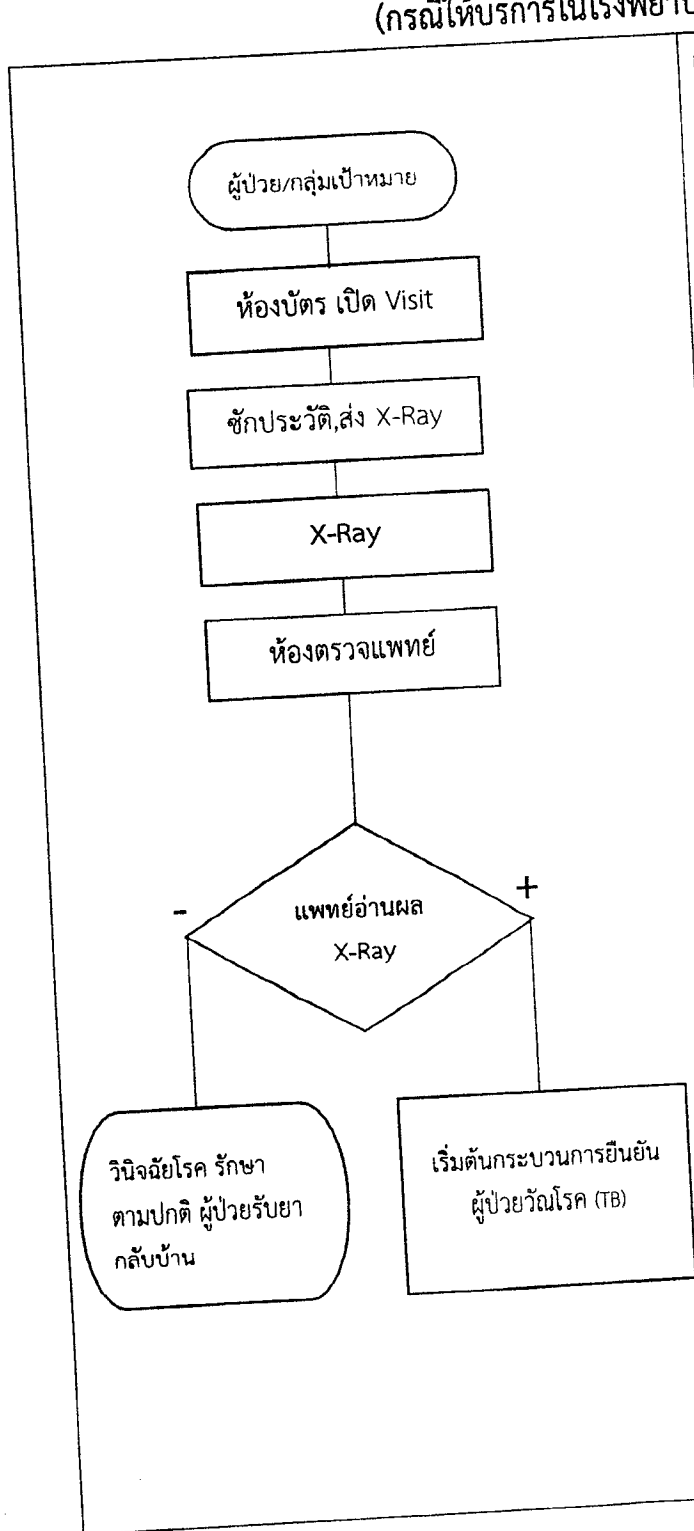 (กรณีให้บริการในโรงพยาบ
ผู้ป่วย/กลุ่มเป้าหมาย
ห้องบัตร เปิด Visit
ซักประวัติ,ส่ง X-Ray
X-Ray
ห้องตรวจแพทย์
-
+
แพทย์อ่านผล
X-Ray
วินิจฉัยโรค รักษา
ตามปกติ ผู้ป่วยรับยา
กลับบ้าน
เริ่มต้นกระบวนการยืนยัน
ผู้ป่วยวัณโรค (TB)